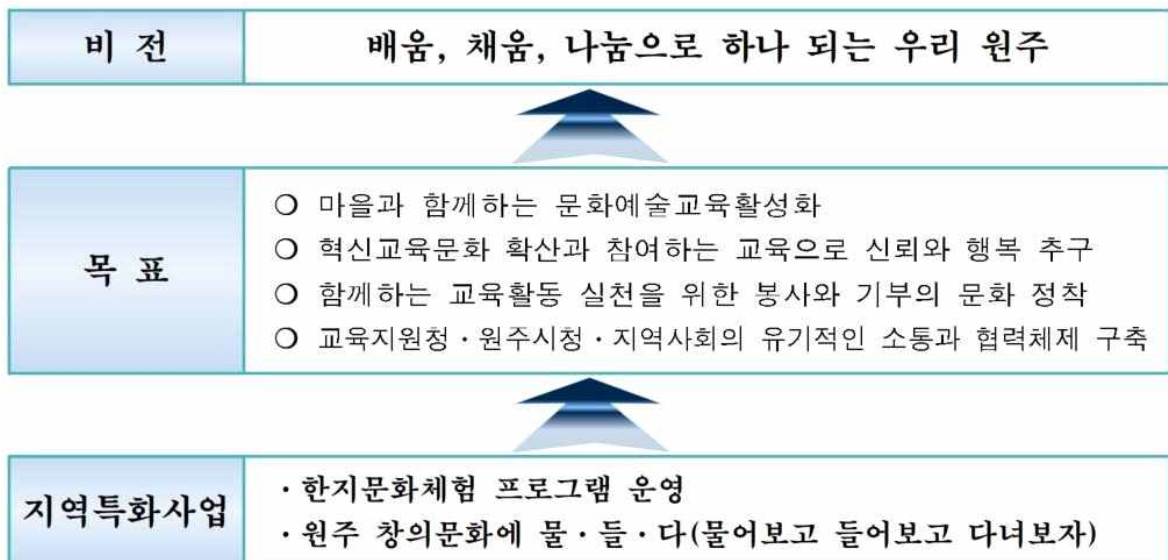 비 전
배움, 채움, 나눔으로 하나 되는 우리 원주
목 표
❍ 마을과 함께하는 문화예술교육활성화
❍ 혁신교육문화 확산과 참여하는 교육으로 신뢰와 행복 추구
❍ 함께하는 교육활동 실천을 위한 봉사와 기부의 문화 정착
❍ 교육지원청・원주시청・지역사회의 유기적인 소통과 협력체제 구축
지역특화사업
・한지문화체험 프로그램 운영
・원주 창의문화에 물・들・다(물어보고 들어보고 다녀보자)